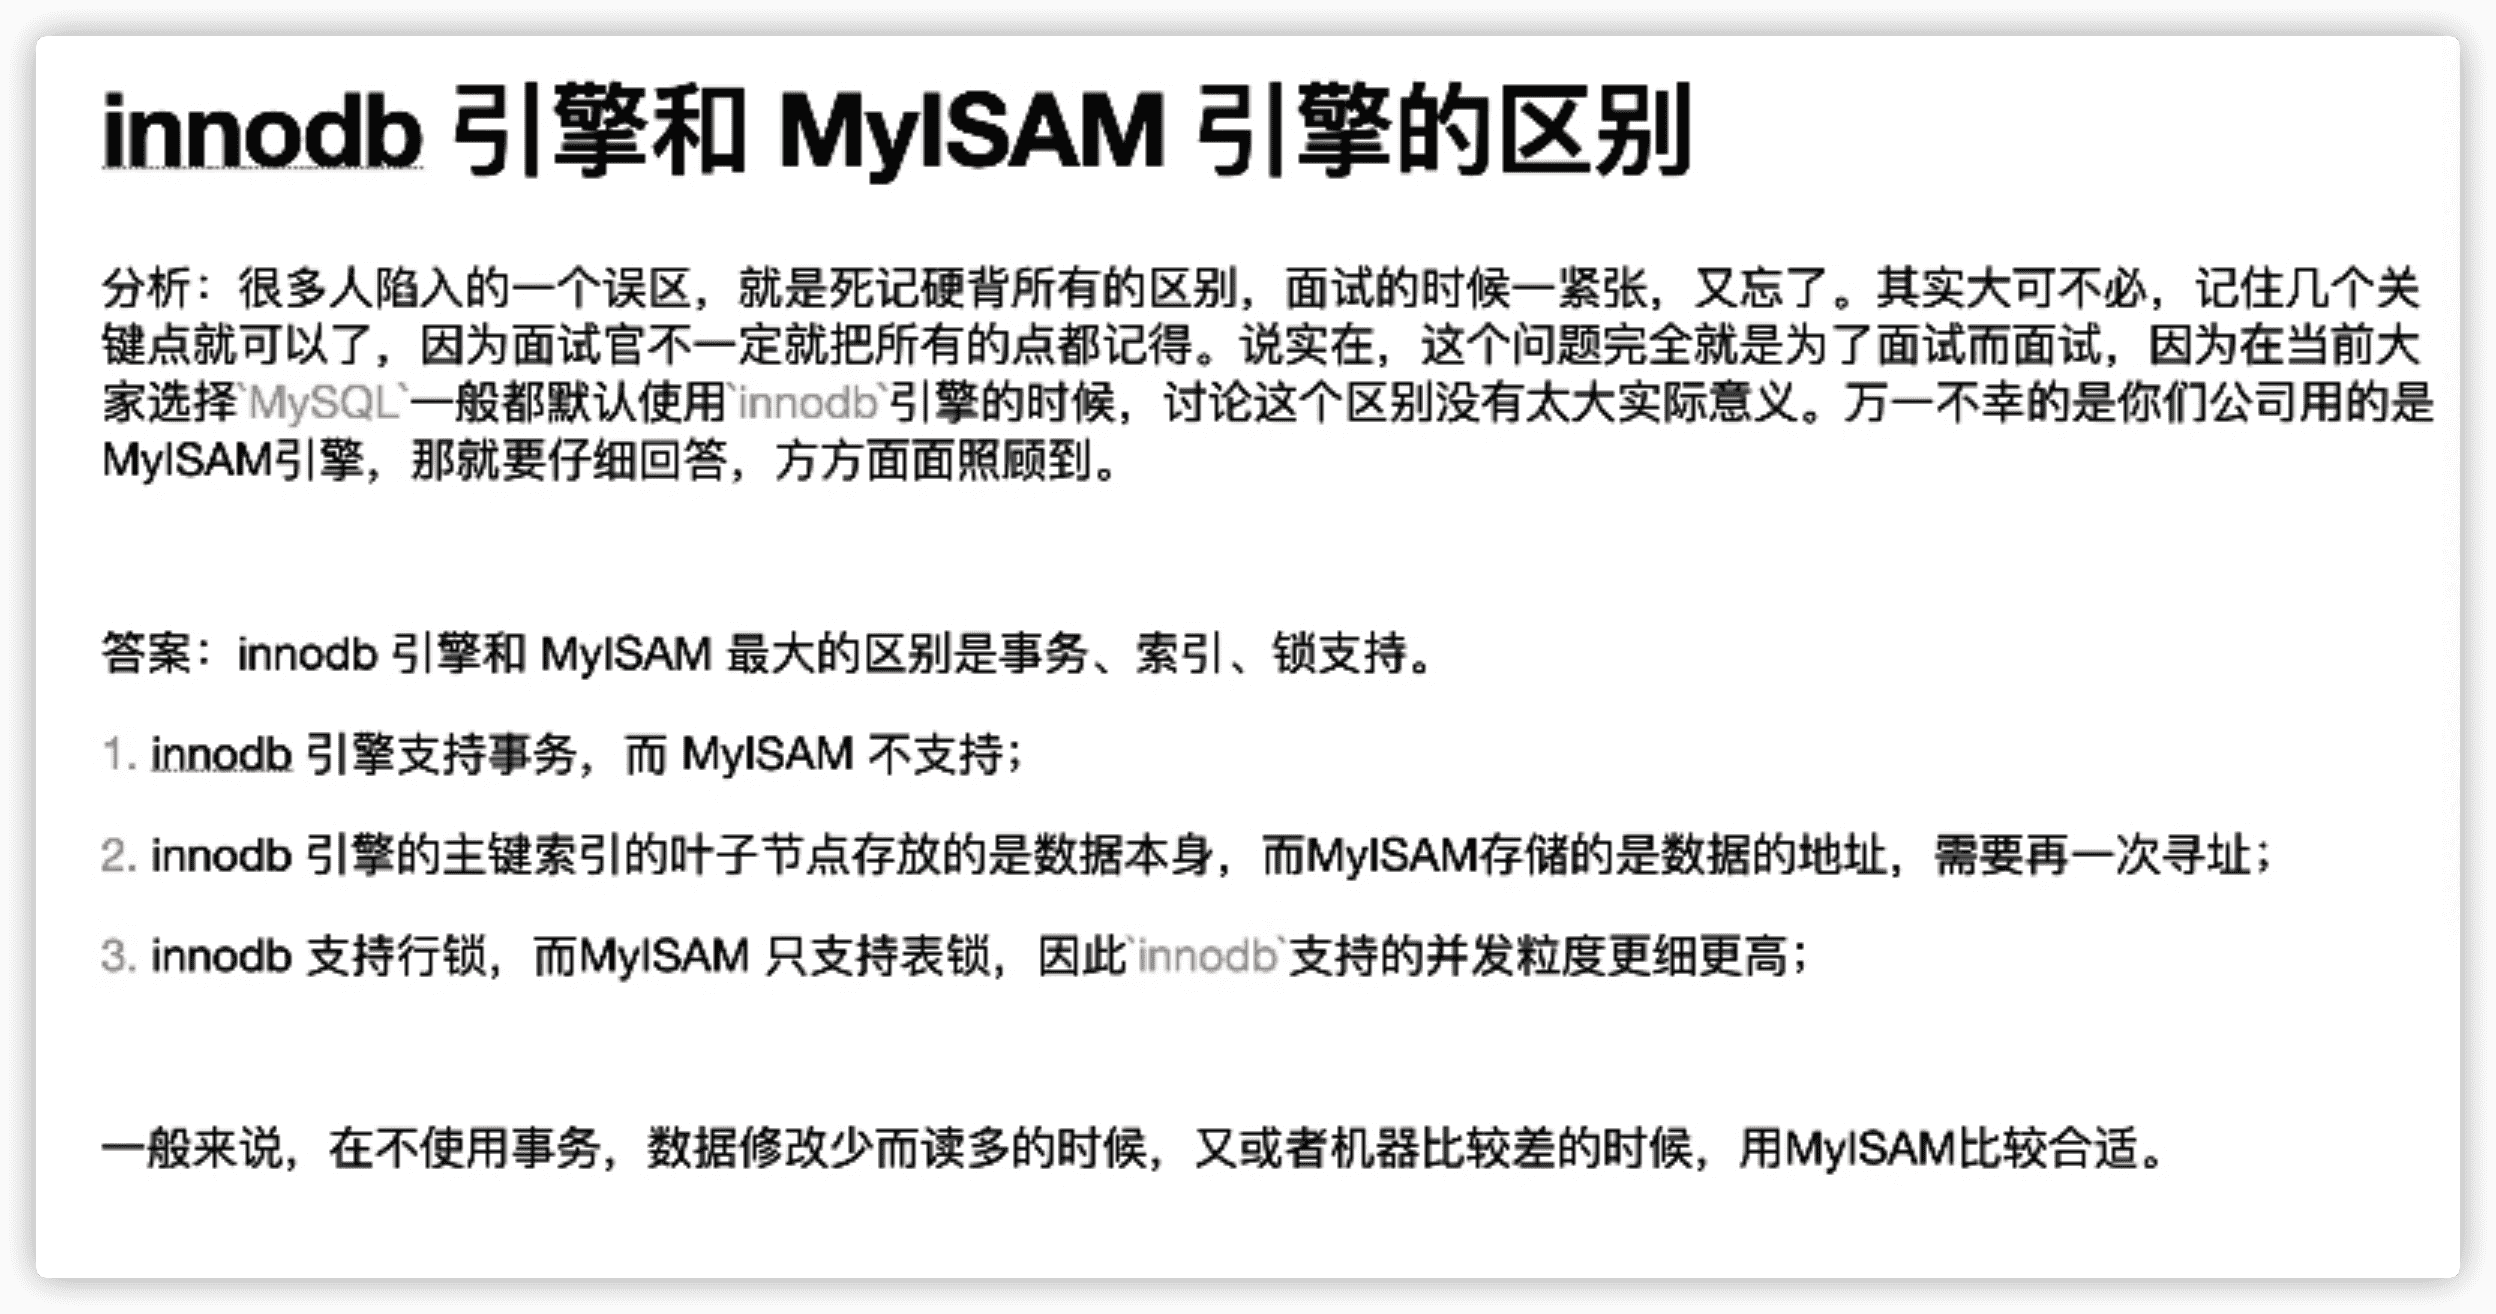 innodb 引擎和 MyISAM 引擎的区别
分析：很多人陷入的一个误区，就是死记硬背所有的区别，面试的时候一紧张，又忘了。其实大可不必，记住几个关
键点就可以了，因为面试官不一定就把所有的点都记得。说实在，这个问题完全就是为了面试而面试，因为在当前大
家选择`MySQL`一般都默认使用`innodb`引擎的时候，讨论这个区别没有太大实际意义。万一不幸的是你们公司用的是
MyISAM引擎，那就要仔细回答，方方面面照顾到。
答案：innodb 引擎和 MyISAM 最大的区别是事务、索引、锁支持。
1. innodb 引擎支持事务，而 MyISAM 不支持；
2. innodb 引擎的主键索引的叶子节点存放的是数据本身，而MyISAM存储的是数据的地址，需要再一次寻址；
3. innodb 支持行锁，而MyISAM 只支持表锁，因此`innodb`支持的并发粒度更细更高；
一般来说，在不使用事务，数据修改少而读多的时候，又或者机器比较差的时候，用MyISAM比较合适。